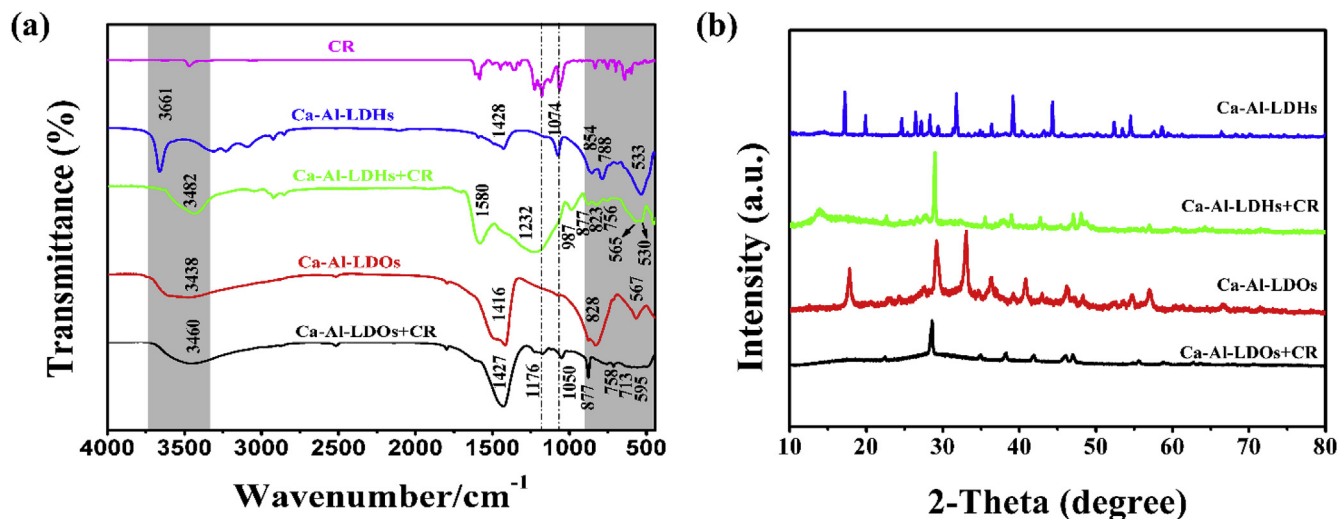 (a)
CR
3661
Ca-Al-LDHs
1428
1074
854
788
533
Ca-Al-LDHs+CR
3482
1580
1232
987
877
823
756
565
530
Ca-Al-LDOs
3438
1416
828
567
Ca-Al-LDOs+CR
3460
1427
1176
1050
877
758
713
595
Transmittance (%)
4000 3500 3000 2500 2000 1500 1000 500
Wavenumber/cm⁻¹
(b)
Ca-Al-LDHs
Ca-Al-LDHs+CR
Ca-Al-LDOs
Ca-Al-LDOs+CR
Intensity (a.u.)
10 20 30 40 50 60 70 80
2-Theta (degree)